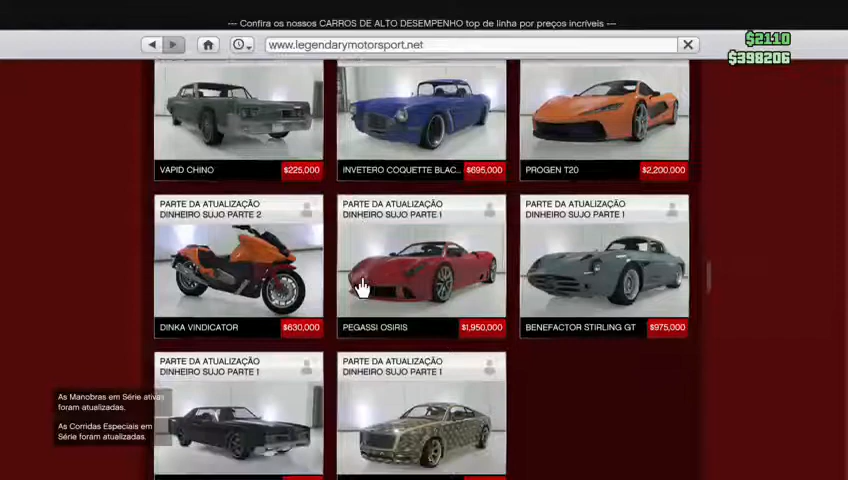 --- Confira os nossos CARROS DE ALTO DESEMPENHO top de linha por preços incríveis ---
www.legendarymotorsport.net
$2110
$398206
VAPID CHINO
$225,000
INVETERO COQUETTE BLAC...
$695,000
PROGEN T20
$2,200,000
PARTE DA ATUALIZAÇÃO
DINHEIRO SUJO PARTE 2
PARTE DA ATUALIZAÇÃO
DINHEIRO SUJO PARTE 1
PARTE DA ATUALIZAÇÃO
DINHEIRO SUJO PARTE 1
DINKA VINDICATOR
$630,000
PEGASSI OSIRIS
$1,950,000
BENEFACTOR STIRLING GT
$975,000
PARTE DA ATUALIZAÇÃO
DINHEIRO SUJO PARTE 1
PARTE DA ATUALIZAÇÃO
DINHEIRO SUJO PARTE 1
As Manobras em Série ativas
foram atualizadas.
As Corridas Especiais em
Série foram atualizadas.